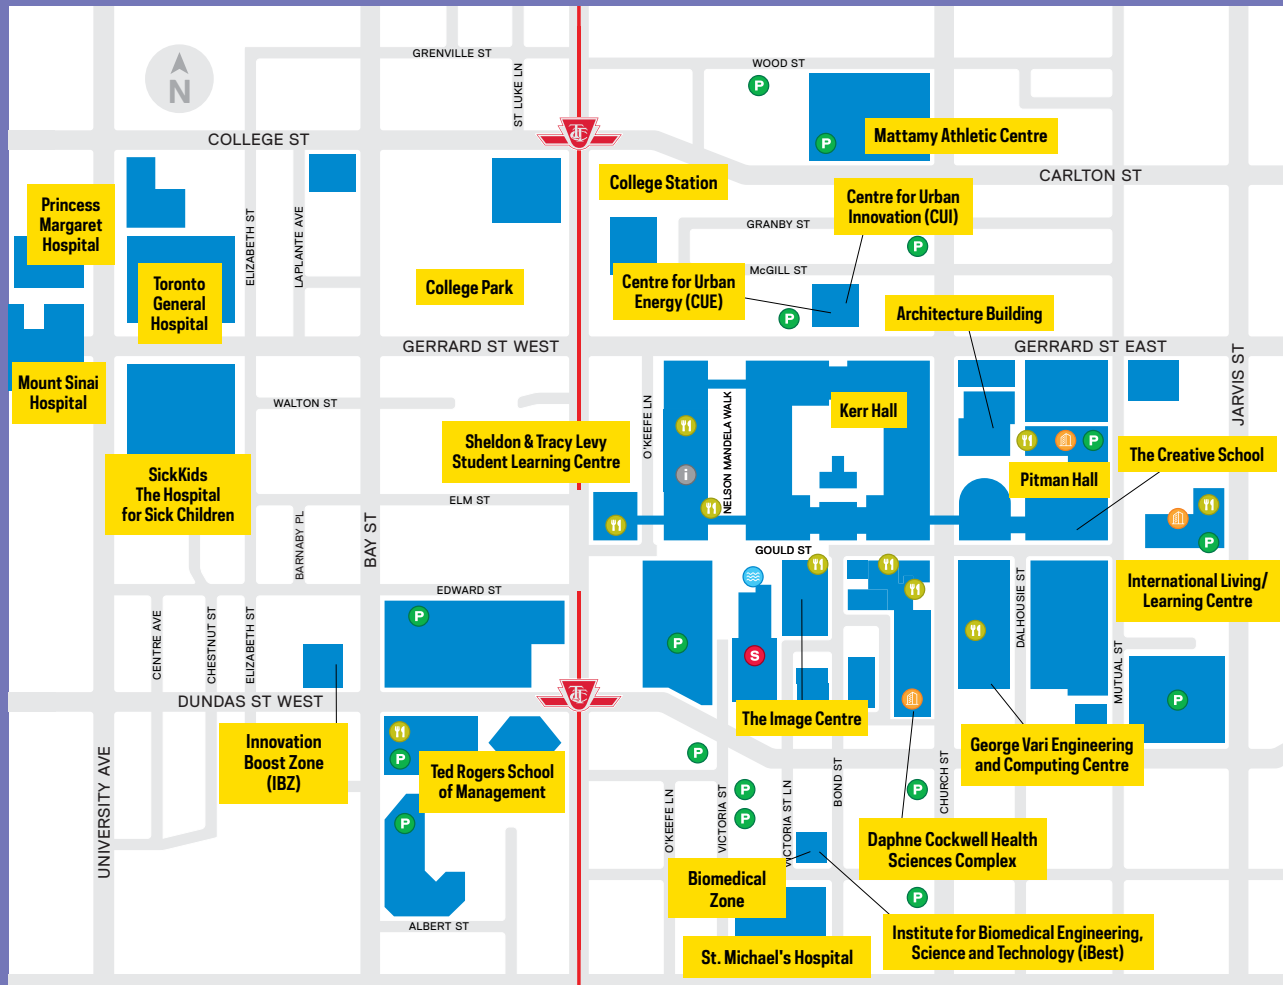 GRENVILLE ST
WOOD ST
ST LUKE LN
N
P
TTC
COLLEGE ST
P
Mattamy Athletic Centre
CARLTON ST
College Station
Princess
Margaret
Hospital
Centre for Urban
Innovation (CUI)
ELIZABETH ST
LAPLANTE AVE
GRANBY ST
P
McGILL ST
Toronto
General
Hospital
College Park
Centre for Urban
Energy (CUE)
P
Architecture Building
GERRARD ST WEST
GERRARD ST EAST
JARVIS ST
Mount Sinai
Hospital
WALTON ST
O'KEEFE LN
NELSON MANDELA WALK
Kerr Hall
Sheldon & Tracy Levy
Student Learning Centre
P
The Creative School
SickKids
The Hospital
for Sick Children
i
Pitman Hall
ELM ST
BAY ST
BARNABY PL
GOULD ST
P
International Living/
Learning Centre
EDWARD ST
DALHOUSIE ST
CENTRE AVE
CHESTNUT ST
ELIZABETH ST
P
P
S
MUTUAL ST
DUNDAS ST WEST
TTC
P
The Image Centre
Innovation
Boost Zone
(IBZ)
P
Ted Rogers School
of Management
P
George Vari Engineering
and Computing Centre
UNIVERSITY AVE
P
O'KEEFE LN
VICTORIA ST
P
P
VICTORIA ST LN
BOND ST
P
CHURCH ST
Daphne Cockwell Health
Sciences Complex
Biomedical
Zone
P
ALBERT ST
Institute for Biomedical Engineering,
Science and Technology (iBest)
St. Michael's Hospital